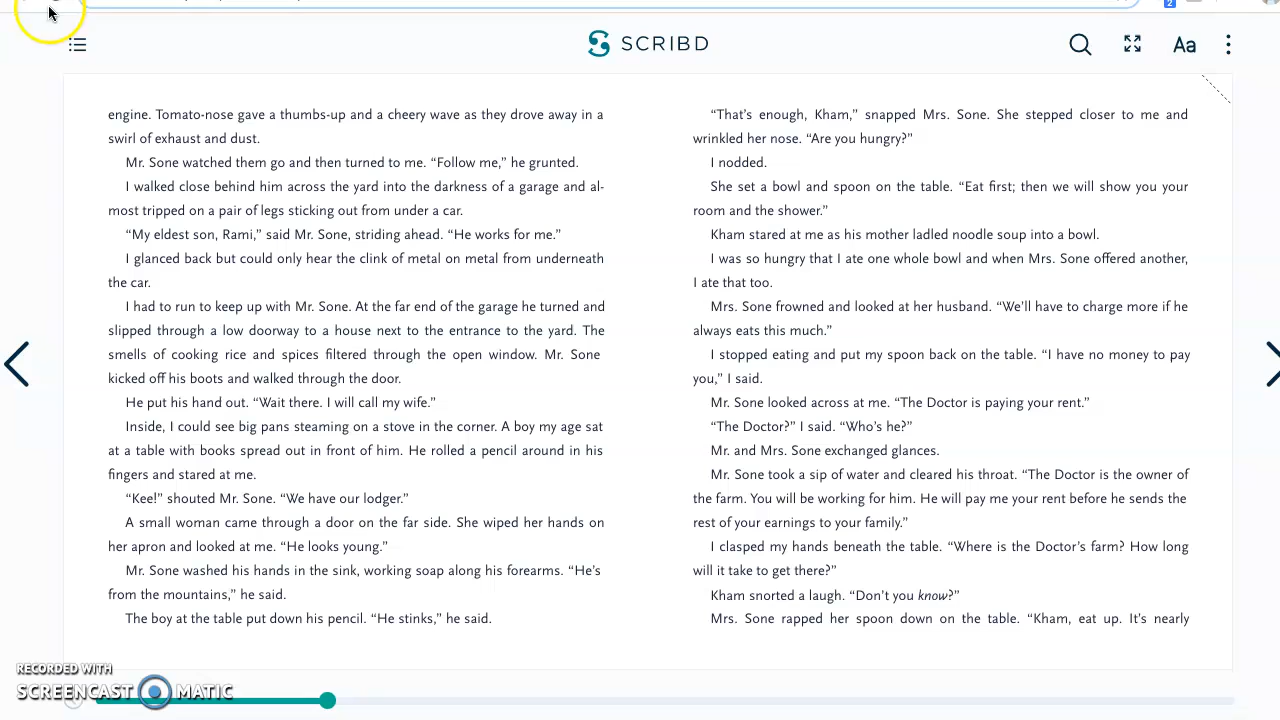 2
SCRIBD
Aa
engine. Tomato-nose gave a thumbs-up and a cheery wave as they drove away in a
swirl of exhaust and dust.
Mr. Sone watched them go and then turned to me. “Follow me,” he grunted.
I walked close behind him across the yard into the darkness of a garage and al-
most tripped on a pair of legs sticking out from under a car.
“My eldest son, Rami,” said Mr. Sone, striding ahead. “He works for me.”
I glanced back but could only hear the clink of metal on metal from underneath
the car.
I had to run to keep up with Mr. Sone. At the far end of the garage he turned and
slipped through a low doorway to a house next to the entrance to the yard. The
smells of cooking rice and spices filtered through the open window. Mr. Sone
kicked off his boots and walked through the door.
He put his hand out. “Wait there. I will call my wife.”
Inside, I could see big pans steaming on a stove in the corner. A boy my age sat
at a table with books spread out in front of him. He rolled a pencil around in his
fingers and stared at me.
“Kee!” shouted Mr. Sone. “We have our lodger.”
A small woman came through a door on the far side. She wiped her hands on
her apron and looked at me. “He looks young.”
Mr. Sone washed his hands in the sink, working soap along his forearms. “He’s
from the mountains,” he said.
The boy at the table put down his pencil. “He stinks,” he said.
“That’s enough, Kham,” snapped Mrs. Sone. She stepped closer to me and
wrinkled her nose. “Are you hungry?”
I nodded.
She set a bowl and spoon on the table. “Eat first; then we will show you your
room and the shower.”
Kham stared at me as his mother ladled noodle soup into a bowl.
I was so hungry that I ate one whole bowl and when Mrs. Sone offered another,
I ate that too.
Mrs. Sone frowned and looked at her husband. “We’ll have to charge more if he
always eats this much.”
I stopped eating and put my spoon back on the table. “I have no money to pay
you,” I said.
Mr. Sone looked across at me. “The Doctor is paying your rent.”
“The Doctor?” I said. “Who’s he?”
Mr. and Mrs. Sone exchanged glances.
Mr. Sone took a sip of water and cleared his throat. “The Doctor is the owner of
the farm. You will be working for him. He will pay me your rent before he sends the
rest of your earnings to your family.”
I clasped my hands beneath the table. “Where is the Doctor’s farm? How long
will it take to get there?”
Kham snorted a laugh. “Don’t you know?”
Mrs. Sone rapped her spoon down on the table. “Kham, eat up. It’s nearly
RECORDED WITH
SCREENCAST MATIC